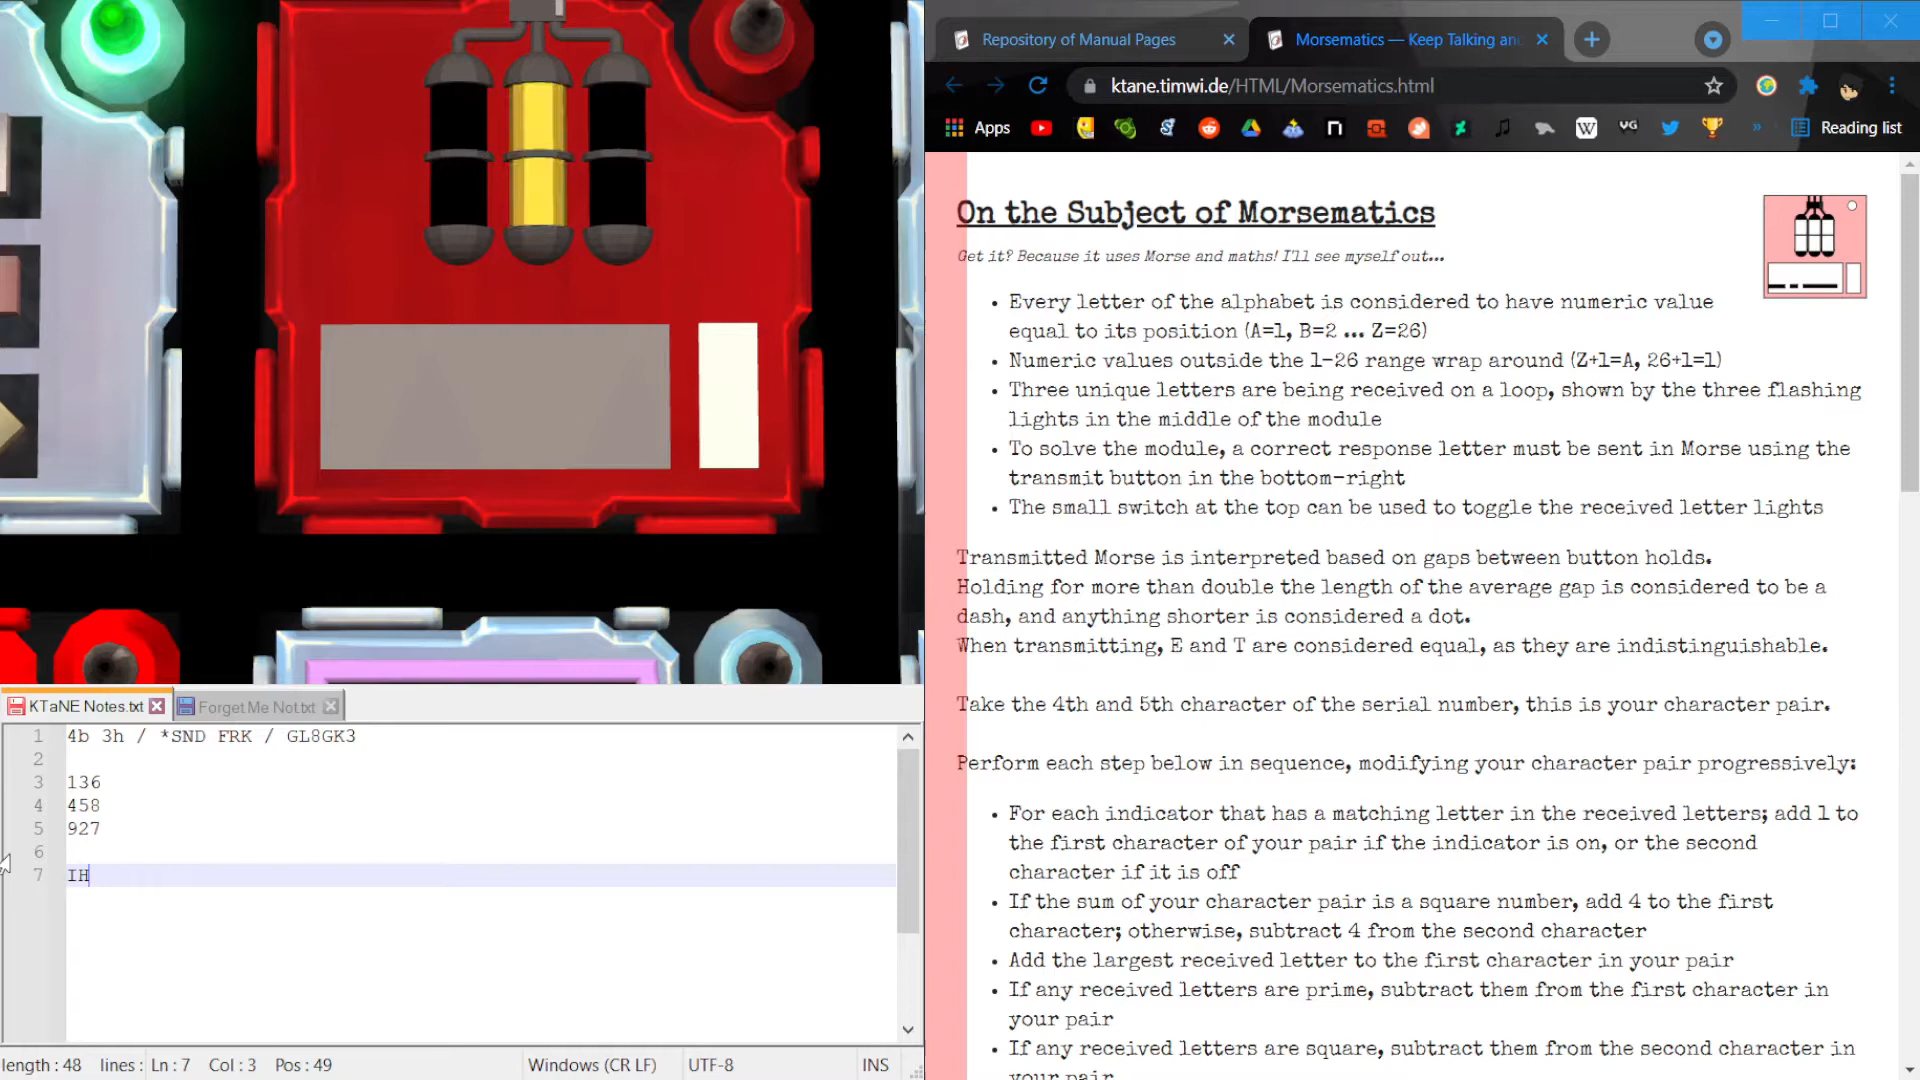 Repository of Manual Pages
Morsematics — Keep Talking an
ktane.timwi.de/HTML/Morsematics.html
Apps
Reading list
On the Subject of Morsematics
Get it? Because it uses Morse and maths! I'll see myself out...
• Every letter of the alphabet is considered to have numeric value
equal to its position (A=1, B=2 ... Z=26)
• Numeric values outside the 1-26 range wrap around (Z+1=A, 26+1=1)
• Three unique letters are being received on a loop, shown by the three flashing
lights in the middle of the module
• To solve the module, a correct response letter must be sent in Morse using the
transmit button in the bottom-right
• The small switch at the top can be used to toggle the received letter lights
Transmitted Morse is interpreted based on gaps between button holds.
Holding for more than double the length of the average gap is considered to be a
dash, and anything shorter is considered a dot.
When transmitting, E and T are considered equal, as they are indistinguishable.
Take the 4th and 5th character of the serial number, this is your character pair.
Perform each step below in sequence, modifying your character pair progressively:
• For each indicator that has a matching letter in the received letters; add 1 to
the first character of your pair if the indicator is on, or the second
character if it is off
• If the sum of your character pair is a square number, add 4 to the first
character; otherwise, subtract 4 from the second character
• Add the largest received letter to the first character in your pair
• If any received letters are prime, subtract them from the first character in
your pair
• If any received letters are square, subtract them from the second character in
your pair
KTaNE Notes.txt
Forget Me Not.txt
1 4b 3h / *SND FRK / GL8GK3
2
3 136
4 458
5 927
6
7 IH
length : 48 lines : Ln : 7 Col : 3 Pos : 49 Windows (CR LF) UTF-8 INS